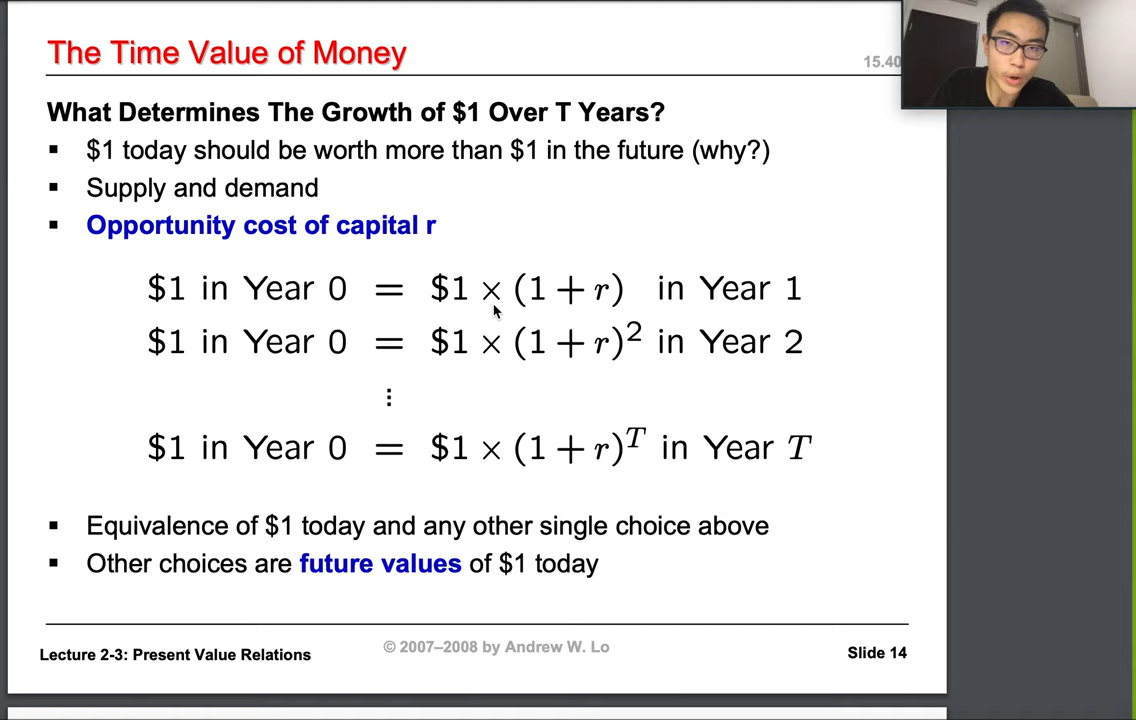 The Time Value of Money
15.40
What Determines The Growth of $1 Over T Years?
▪ $1 today should be worth more than $1 in the future (why?)
▪ Supply and demand
▪ Opportunity cost of capital r
$1 in Year 0 = $1 × (1 + r) in Year 1
$1 in Year 0 = $1 × (1 + r)² in Year 2
⋮
$1 in Year 0 = $1 × (1 + r)^T in Year T
▪ Equivalence of $1 today and any other single choice above
▪ Other choices are future values of $1 today
Lecture 2-3: Present Value Relations
© 2007–2008 by Andrew W. Lo
Slide 14